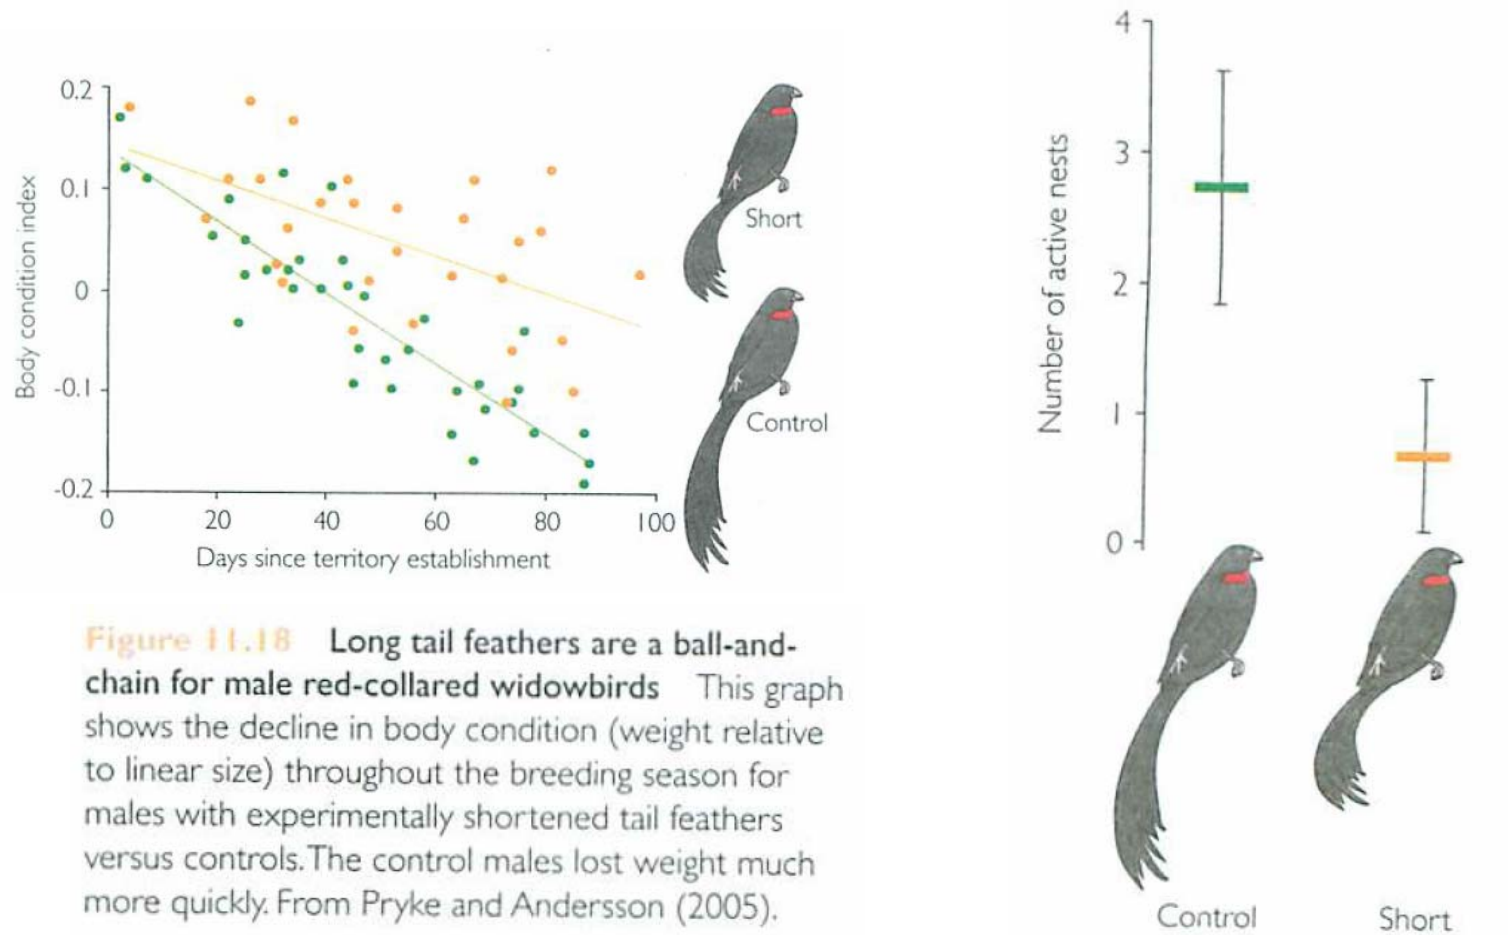 0.2
0.1
0
-0.1
-0.2
Body condition index
0
20
40
60
80
100
Days since territory establishment
Short
Control
Figure 11.18 Long tail feathers are a ball-and-
chain for male red-collared widowbirds This graph
shows the decline in body condition (weight relative
to linear size) throughout the breeding season for
males with experimentally shortened tail feathers
versus controls. The control males lost weight much
more quickly. From Pryke and Andersson (2005).
4
3
2
1
0
Number of active nests
Control
Short